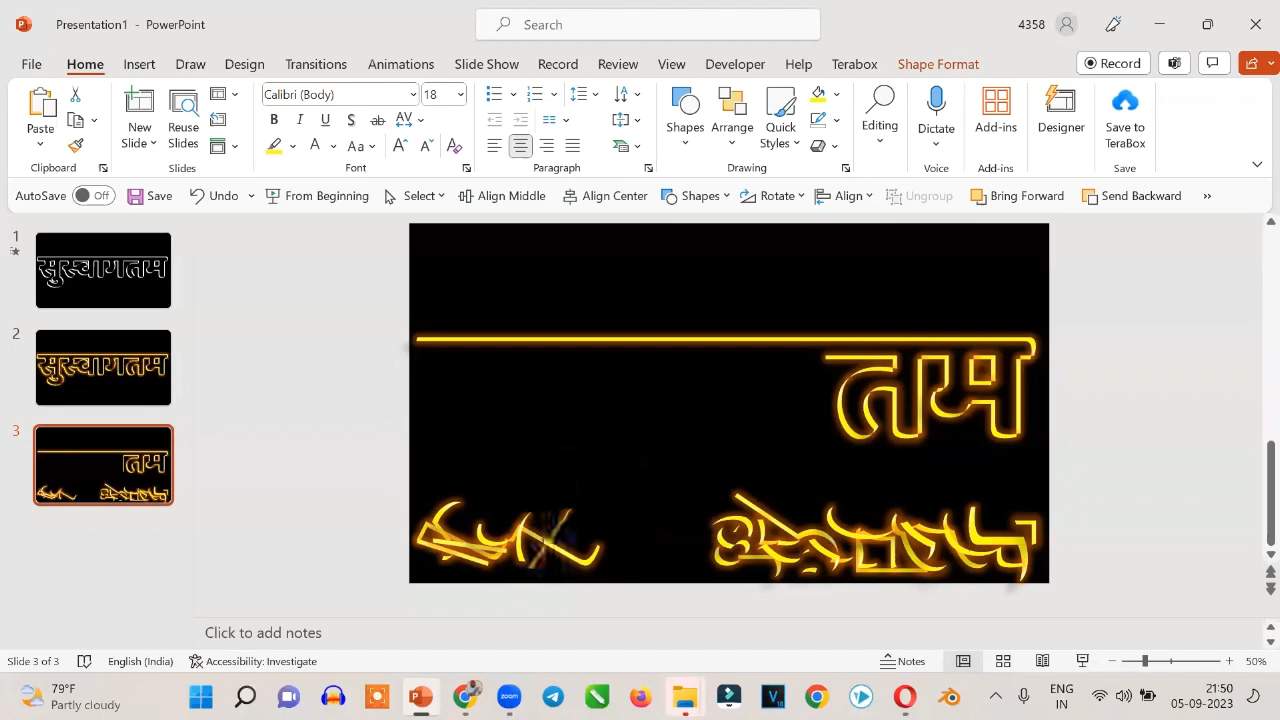 Presentation1 - PowerPoint
Search
4358
File Home Insert Draw Design Transitions Animations Slide Show Record Review View Developer Help Terabox Shape Format
Record
Paste
New Slide
Reuse Slides
Calibri (Body) 18
Shapes
Arrange
Quick Styles
Editing
Dictate
Add-ins
Designer
Save to TeraBox
Clipboard Slides Font Paragraph Drawing Voice Add-ins Save
AutoSave Off Save Undo From Beginning Select Align Middle Align Center Shapes Rotate Align Ungroup Bring Forward Send Backward
1
सुस्वागतम
2
सुस्वागतम
3
तम
तम
Click to add notes
Slide 3 of 3 English (India) Accessibility: Investigate Notes 50%
79°F
Partly cloudy
zoom
ENG
IN
21:50
05-09-2023